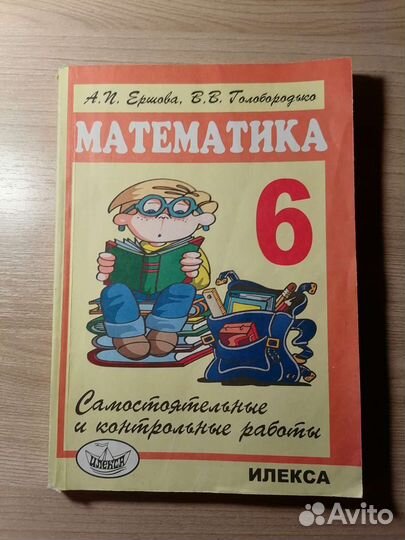 А.П. Ершова, В.В. Голобородько
МАТЕМАТИКА
6
Самостоятельные
и контрольные работы
ИЛЕКСА
ИЛЕКСА
Avito